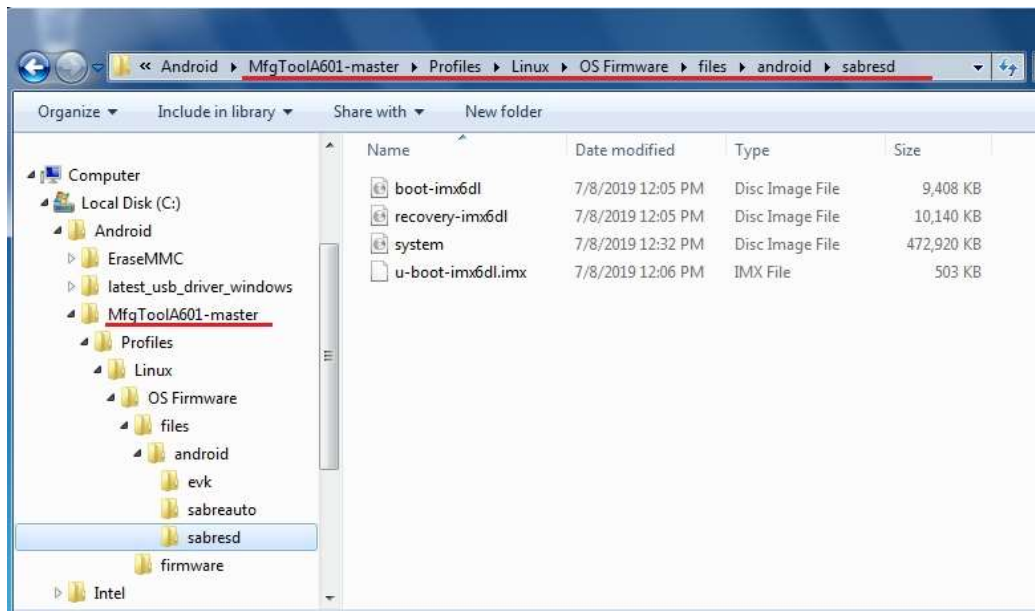 « Android ▸ MfgToolA601-master ▸ Profiles ▸ Linux ▸ OS Firmware ▸ files ▸ android ▸ sabresd
Organize Include in library Share with New folder
Name Date modified Type Size
boot-imx6dl 7/8/2019 12:05 PM Disc Image File 9,408 KB
recovery-imx6dl 7/8/2019 12:05 PM Disc Image File 10,140 KB
system 7/8/2019 12:32 PM Disc Image File 472,920 KB
u-boot-imx6dl.imx 7/8/2019 12:06 PM IMX File 503 KB
Computer
Local Disk (C:)
Android
EraseMMC
latest_usb_driver_windows
MfgToolA601-master
Profiles
Linux
OS Firmware
files
android
evk
sabreauto
sabresd
firmware
Intel